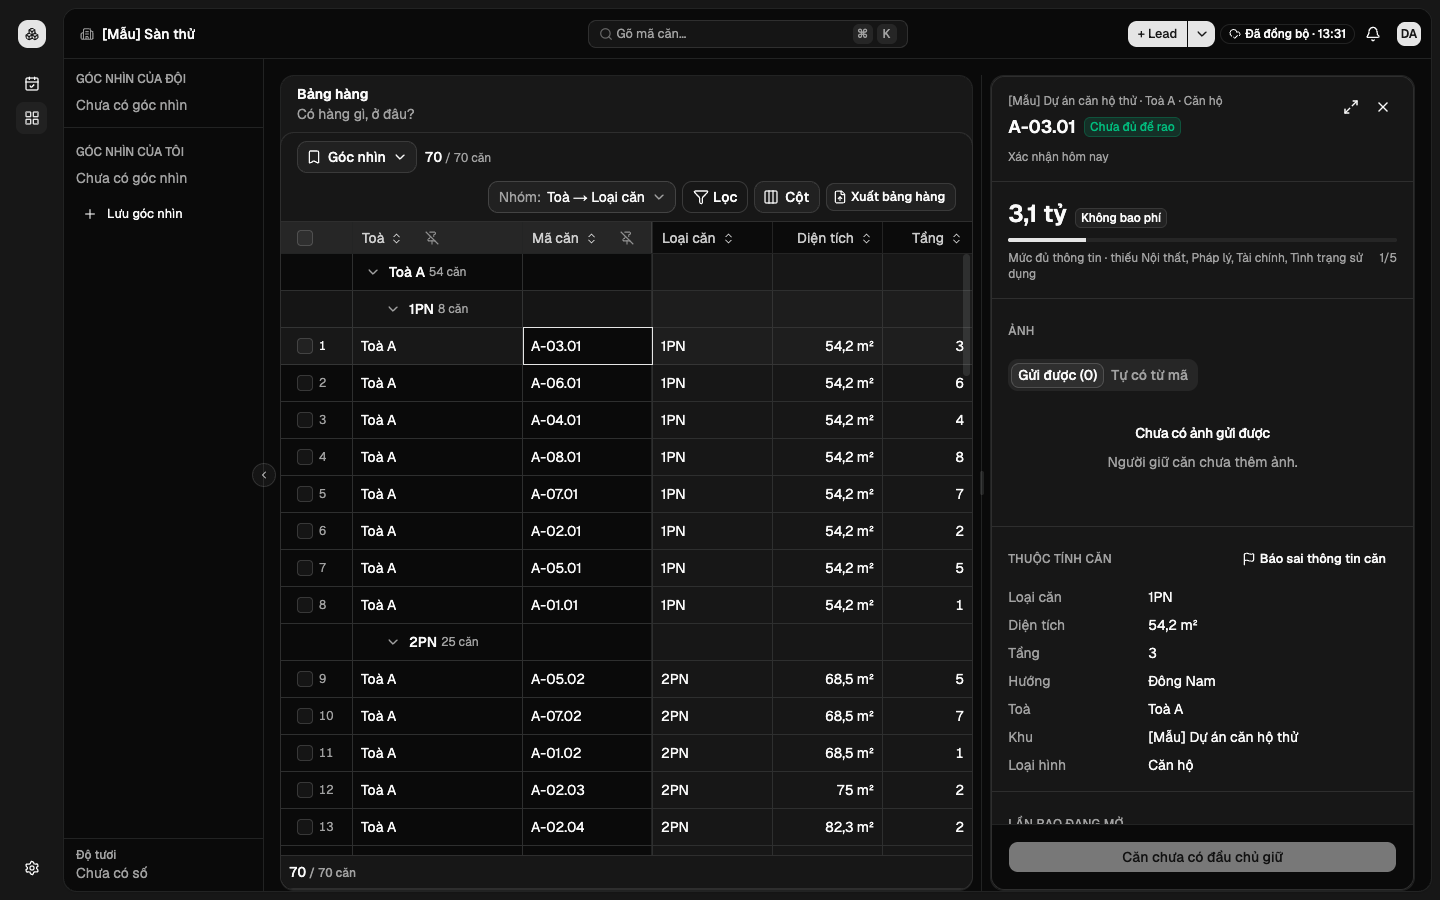 [Mẫu] Sàn thử
Gõ mã căn…
⌘ K
+ Lead
Đã đồng bộ · 13:31
DA
GÓC NHÌN CỦA ĐỘI
Chưa có góc nhìn
GÓC NHÌN CỦA TÔI
Chưa có góc nhìn
+ Lưu góc nhìn
Độ tươi
Chưa có số
Bảng hàng
Có hàng gì, ở đâu?
Góc nhìn
70 / 70 căn
Nhóm: Toà → Loại căn
Lọc
Cột
Xuất bảng hàng
Toà Mã căn Loại căn Diện tích Tầng
Toà A 54 căn
1PN 8 căn
1 Toà A A-03.01 1PN 54,2 m² 3
2 Toà A A-06.01 1PN 54,2 m² 6
3 Toà A A-04.01 1PN 54,2 m² 4
4 Toà A A-08.01 1PN 54,2 m² 8
5 Toà A A-07.01 1PN 54,2 m² 7
6 Toà A A-02.01 1PN 54,2 m² 2
7 Toà A A-05.01 1PN 54,2 m² 5
8 Toà A A-01.01 1PN 54,2 m² 1
2PN 25 căn
9 Toà A A-05.02 2PN 68,5 m² 5
10 Toà A A-07.02 2PN 68,5 m² 7
11 Toà A A-01.02 2PN 68,5 m² 1
12 Toà A A-02.03 2PN 75 m² 2
13 Toà A A-02.04 2PN 82,3 m² 2
70 / 70 căn
[Mẫu] Dự án căn hộ thử · Toà A · Căn hộ
A-03.01 Chưa đủ để rao
Xác nhận hôm nay
3,1 tỷ Không bao phí
Mức đủ thông tin · thiếu Nội thất, Pháp lý, Tài chính, Tình trạng sử dụng 1/5
ẢNH
Gửi được (0) Tự có từ mã
Chưa có ảnh gửi được
Người giữ căn chưa thêm ảnh.
THUỘC TÍNH CĂN
Báo sai thông tin căn
Loại căn 1PN
Diện tích 54,2 m²
Tầng 3
Hướng Đông Nam
Toà Toà A
Khu [Mẫu] Dự án căn hộ thử
Loại hình Căn hộ
LẦN RAO ĐANG MỞ
Căn chưa có đầu chủ giữ